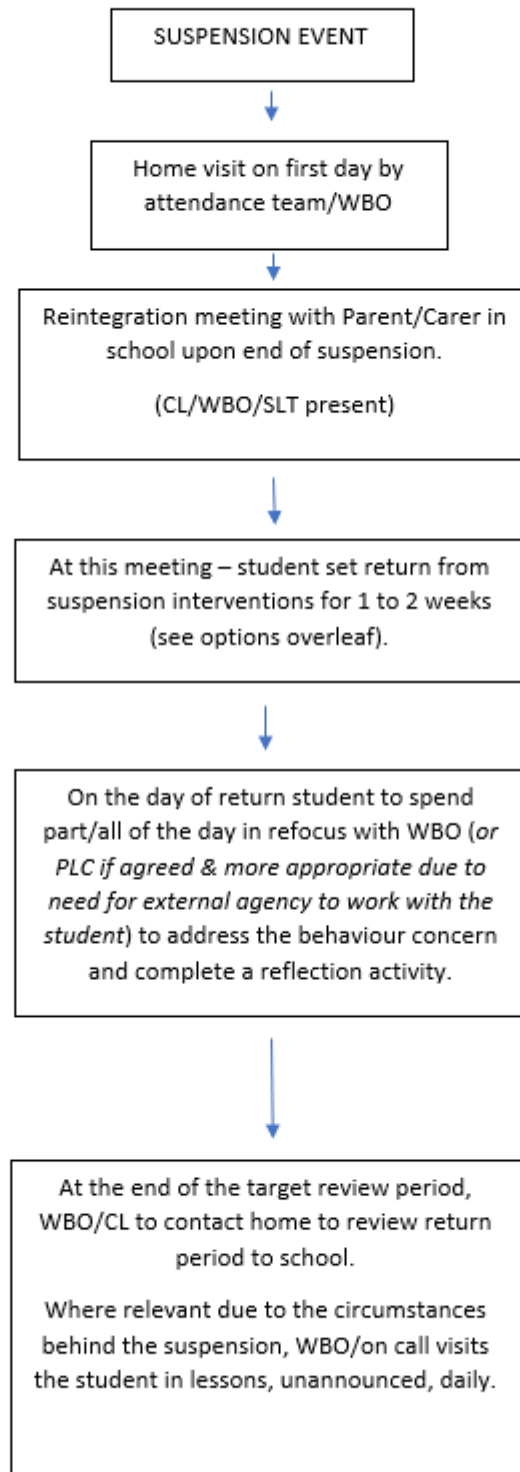 SUSPENSION EVENT
Home visit on first day by
attendance team/WBO
Reintegration meeting with Parent/Carer in
school upon end of suspension.
(CL/WBO/SLT present)
At this meeting – student set return from
suspension interventions for 1 to 2 weeks
(see options overleaf).
On the day of return student to spend
part/all of the day in refocus with WBO (or
PLC if agreed & more appropriate due to
need for external agency to work with the
student) to address the behaviour concern
and complete a reflection activity.
At the end of the target review period,
WBO/CL to contact home to review return
period to school.
Where relevant due to the circumstances
behind the suspension, WBO/on call visits
the student in lessons, unannounced, daily.